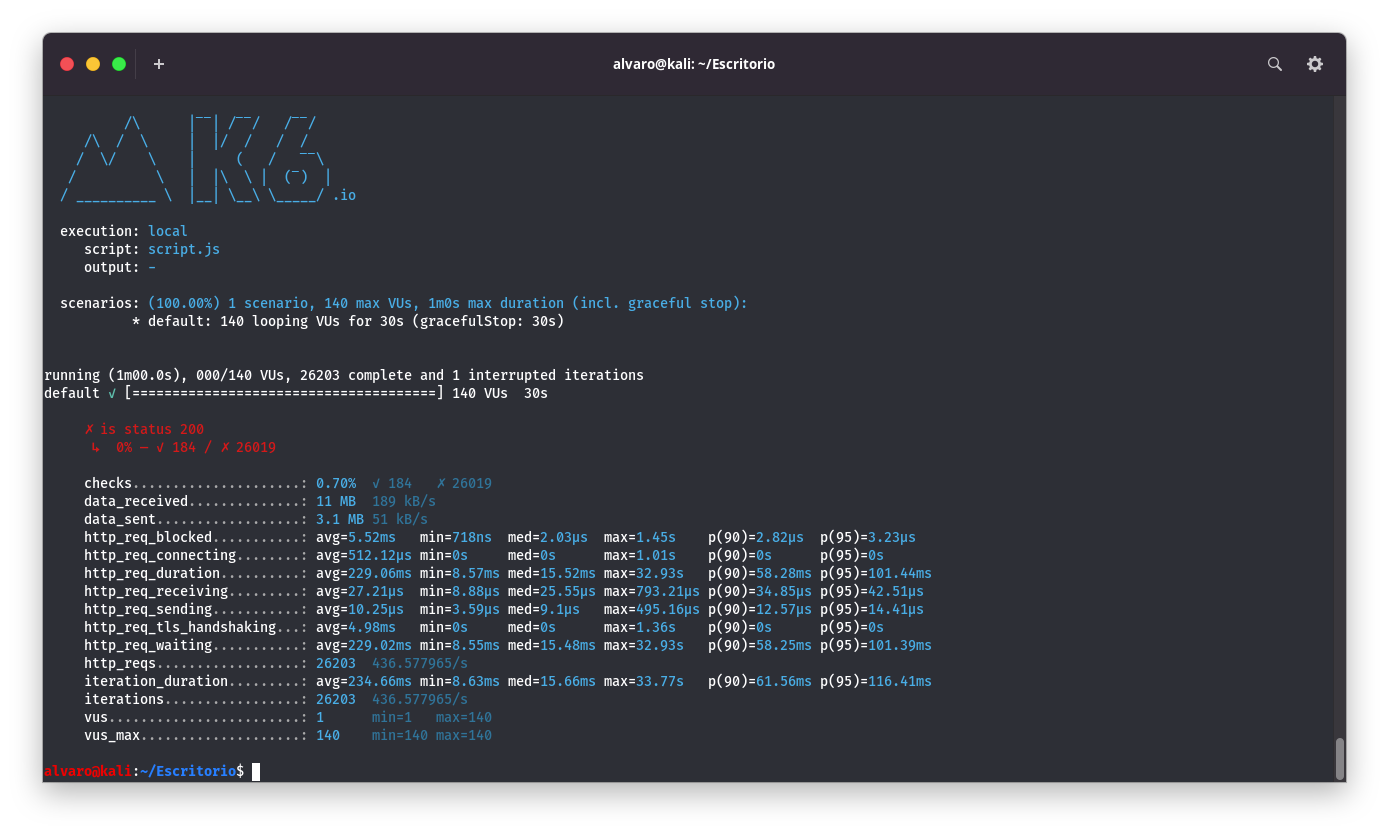 alvaro@kali: ~/Escritorio
          /\      |‾‾| /‾‾/   /‾‾/
     /\  /  \     |  |/  /   /  /
    /  \/    \    |     (   /   ‾‾\
   /          \   |  |\  \ |  (‾)  |
  / __________ \  |__| \__\ \_____/ .io
execution: local
script: script.js
output: -
scenarios: (100.00%) 1 scenario, 140 max VUs, 1m0s max duration (incl. graceful stop):
* default: 140 looping VUs for 30s (gracefulStop: 30s)
running (1m00.0s), 000/140 VUs, 26203 complete and 1 interrupted iterations
default ✓ [======================================] 140 VUs  30s
✗ is status 200
↳  0% — ✓ 184 / ✗ 26019
checks.....................: 0.70%  ✓ 184   ✗ 26019
data_received..............: 11 MB  189 kB/s
data_sent..................: 3.1 MB 51 kB/s
http_req_blocked...........: avg=5.52ms   min=718ns  med=2.03µs  max=1.45s    p(90)=2.82µs  p(95)=3.23µs
http_req_connecting........: avg=512.12µs min=0s     med=0s      max=1.01s    p(90)=0s      p(95)=0s
http_req_duration..........: avg=229.06ms min=8.57ms med=15.52ms max=32.93s   p(90)=58.28ms p(95)=101.44ms
http_req_receiving.........: avg=27.21µs  min=8.88µs med=25.55µs max=793.21µs p(90)=34.85µs p(95)=42.51µs
http_req_sending...........: avg=10.25µs  min=3.59µs med=9.1µs   max=495.16µs p(90)=12.57µs p(95)=14.41µs
http_req_tls_handshaking...: avg=4.98ms   min=0s     med=0s      max=1.36s    p(90)=0s      p(95)=0s
http_req_waiting...........: avg=229.02ms min=8.55ms med=15.48ms max=32.93s   p(90)=58.25ms p(95)=101.39ms
http_reqs..................: 26203  436.577965/s
iteration_duration.........: avg=234.66ms min=8.63ms med=15.66ms max=33.77s   p(90)=61.56ms p(95)=116.41ms
iterations.................: 26203  436.577965/s
vus........................: 1      min=1   max=140
vus_max....................: 140    min=140 max=140
alvaro@kali:~/Escritorio$